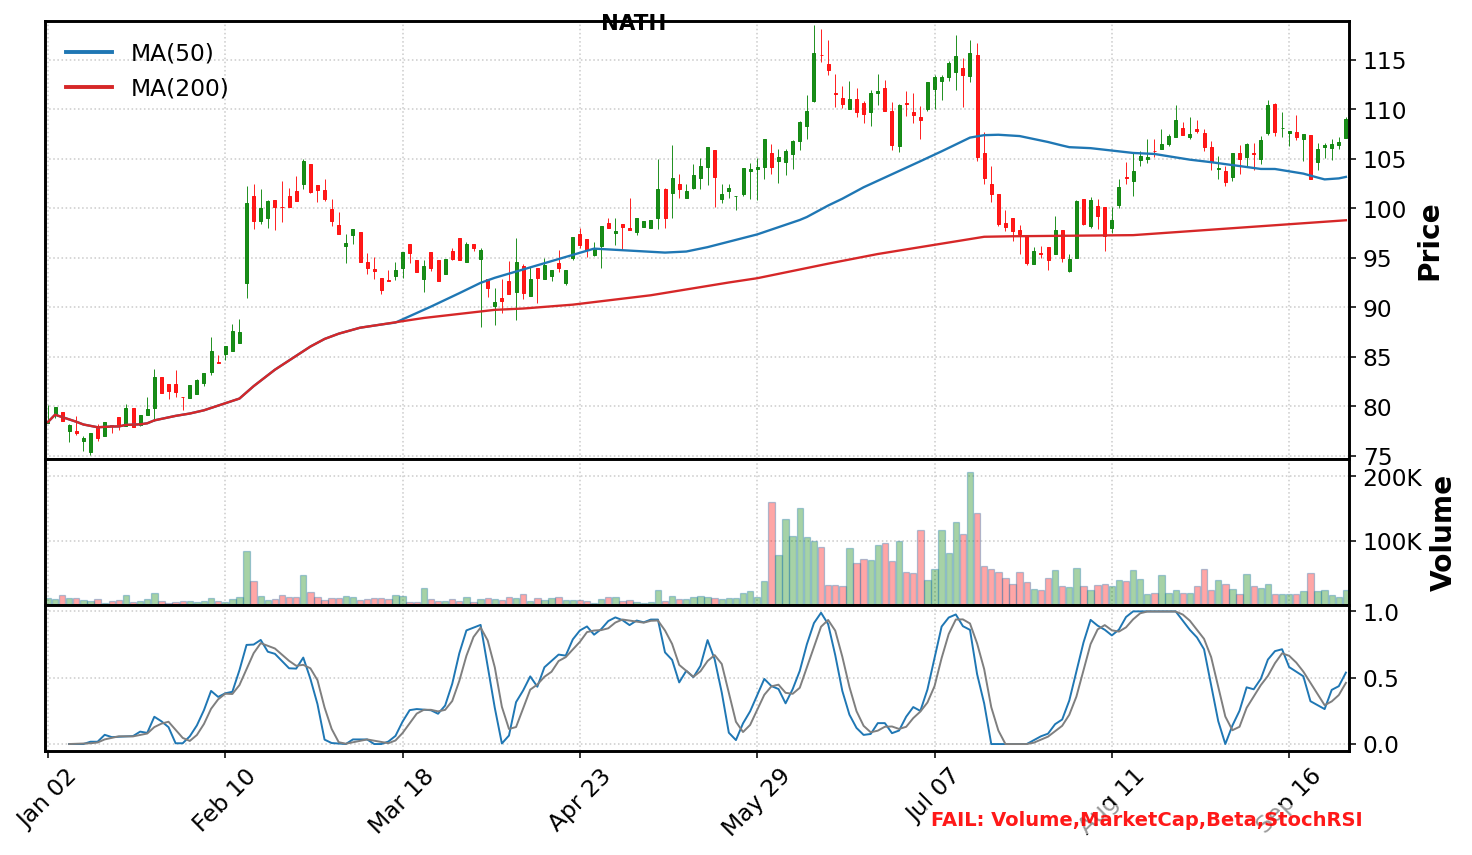 NATH
MA(50)
MA(200)
115
110
105
100
95
90
85
80
75
Price
200K
100K
Volume
1.0
0.5
0.0
Jan 02
Feb 10
Mar 18
Apr 23
May 29
Jul 07
Aug 11
Sep 16
FAIL: Volume,MarketCap,Beta,StochRSI